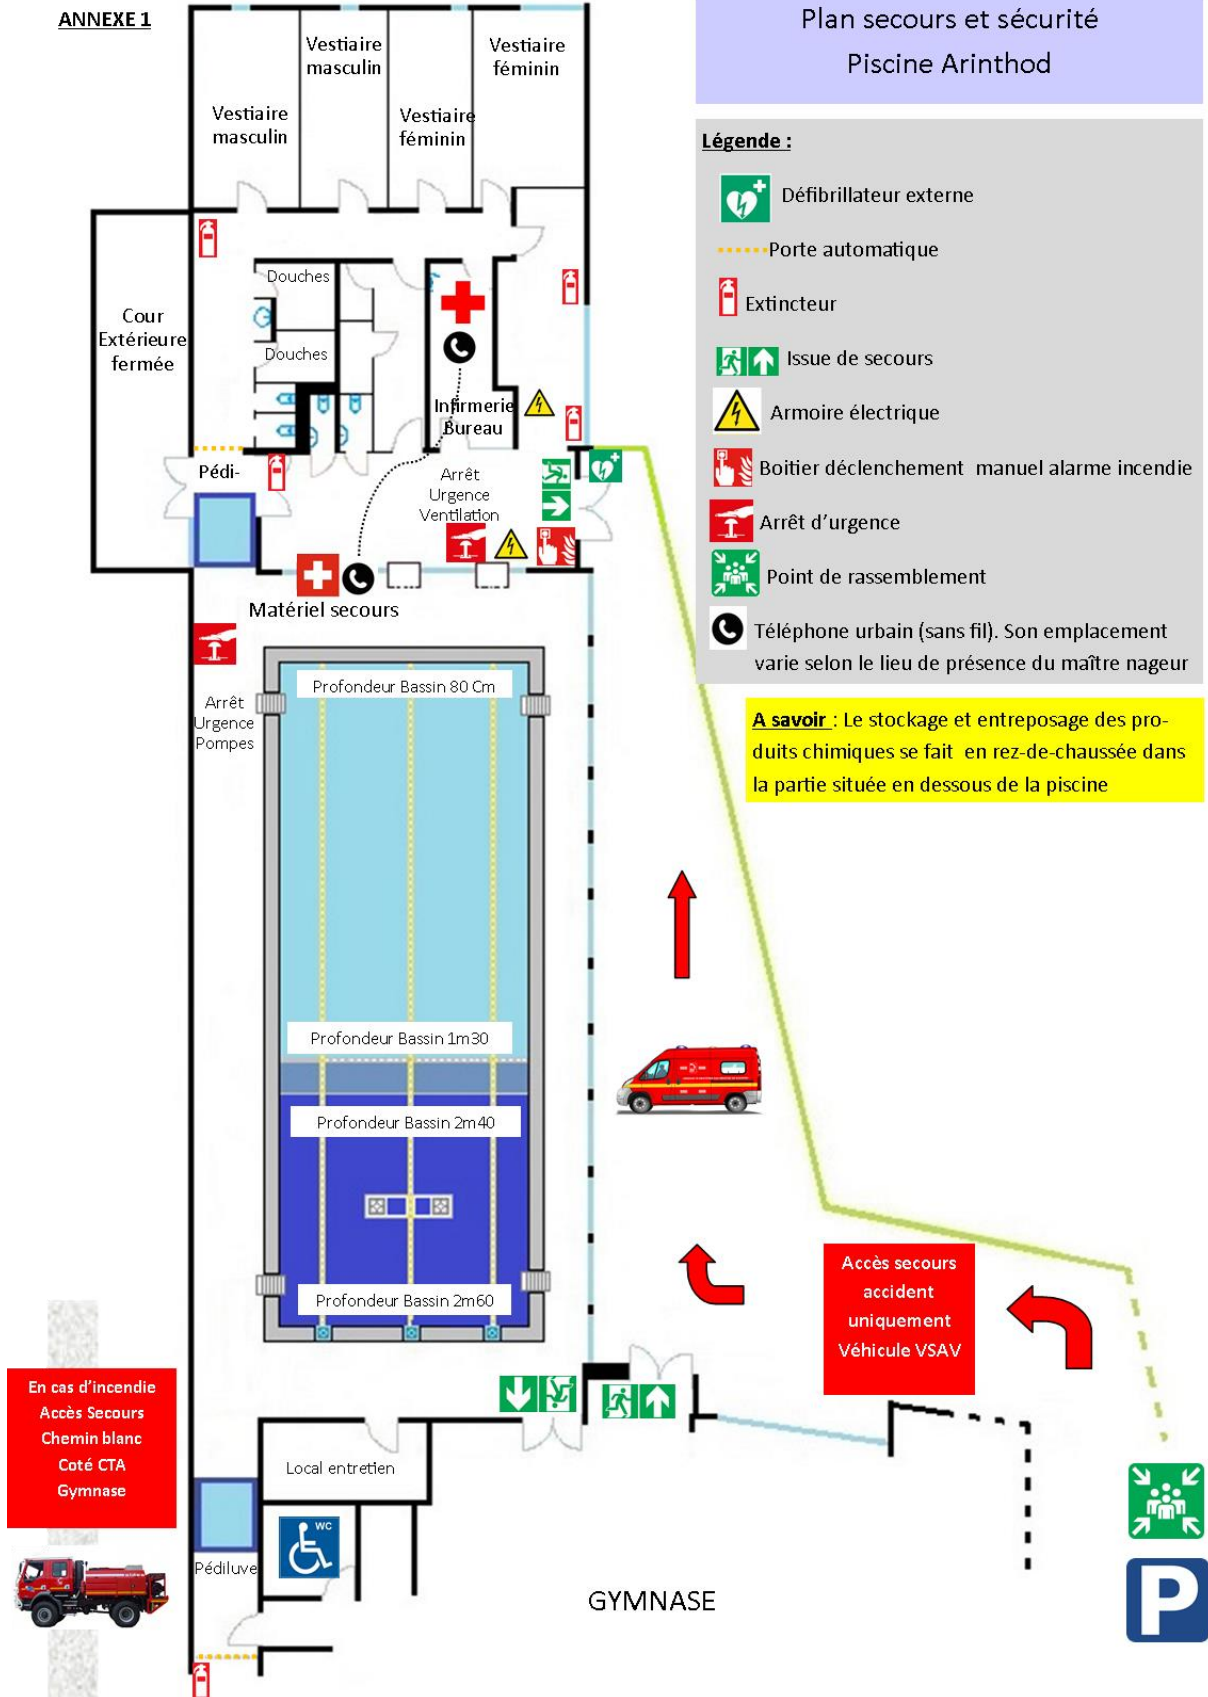 ANNEXE 1
Plan secours et sécurité
Piscine Arinthod
Vestiaire
masculin
Vestiaire
masculin
Vestiaire
féminin
Vestiaire
féminin
Légende :
Défibrillateur externe
Porte automatique
Extincteur
Issue de secours
Armoire électrique
Boitier déclenchement manuel alarme incendie
Arrêt d'urgence
Point de rassemblement
Téléphone urbain (sans fil). Son emplacement
varie selon le lieu de présence du maître nageur
A savoir : Le stockage et entreposage des pro-
duits chimiques se fait en rez-de-chaussée dans
la partie située en dessous de la piscine
Cour
Extérieure
fermée
Douches
Douches
Infirmerie
Bureau
Pédi-
Arrêt
Urgence
Ventilation
Matériel secours
Arrêt
Urgence
Pompes
Profondeur Bassin 80 Cm
Profondeur Bassin 1m30
Profondeur Bassin 2m40
Profondeur Bassin 2m60
Accès secours
accident
uniquement
Véhicule VSAV
En cas d'incendie
Accès Secours
Chemin blanc
Coté CTA
Gymnase
Local entretien
WC
Pédiluve
GYMNASE
P